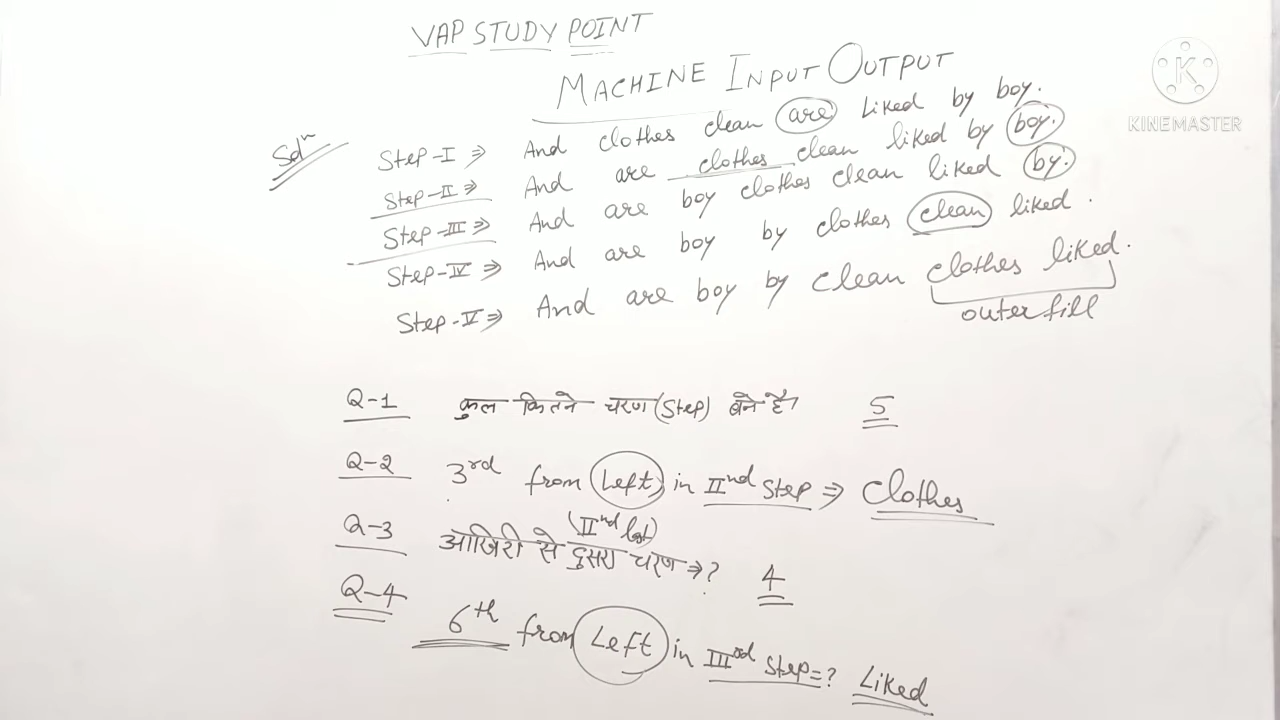 VAP STUDY POINT
MACHINE INPUT OUTPUT
KINEMASTER
Solⁿ
Step-I ⇒ And clothes clean are liked by boy.
Step-II ⇒ And are clothes clean liked by boy.
Step-III ⇒ And are boy clothes clean liked by.
Step-IV ⇒ And are boy by clothes clean liked.
Step-V ⇒ And are boy by clean clothes liked.
outer fill
Q-1 कुल कितने चरण (Step) बने है। 5
Q-2 3rd from Left in IInd Step ⇒ Clothes
(IInd last)
Q-3 आखिरी से दुसरा चरण ⇒? 4
Q-4 6th from Left in IIIrd Step = ? Liked